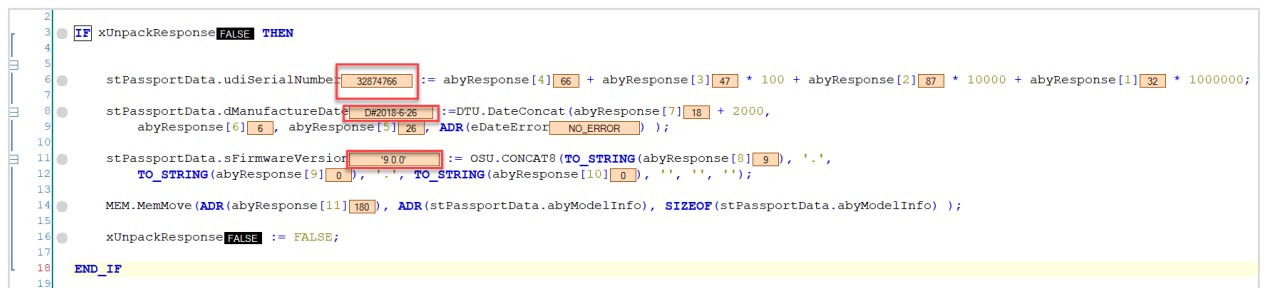 2
3 IF xUnpackResponse FALSE THEN
4
5
6 stPassportData.udiSerialNumber 32874766 := abyResponse[4] 66 + abyResponse[3] 47 * 100 + abyResponse[2] 87 * 10000 + abyResponse[1] 32 * 1000000;
7
8 stPassportData.dManufactureDate D#2018-6-26 :=DTU.DateConcat(abyResponse[7] 18 + 2000,
9 abyResponse[6] 6 , abyResponse[5] 26 , ADR(eDateError NO_ERROR ) );
10
11 stPassportData.sFirmwareVersion '9.0.0' := OSU.CONCAT8(TO_STRING(abyResponse[8] 9 ), '.',
12 TO_STRING(abyResponse[9] 0 ), '.', TO_STRING(abyResponse[10] 0 ), '', '', '');
13
14 MEM.MemMove(ADR(abyResponse[11] 180 ), ADR(stPassportData.abyModelInfo), SIZEOF(stPassportData.abyModelInfo) );
15
16 xUnpackResponse FALSE := FALSE;
17
18 END_IF
19